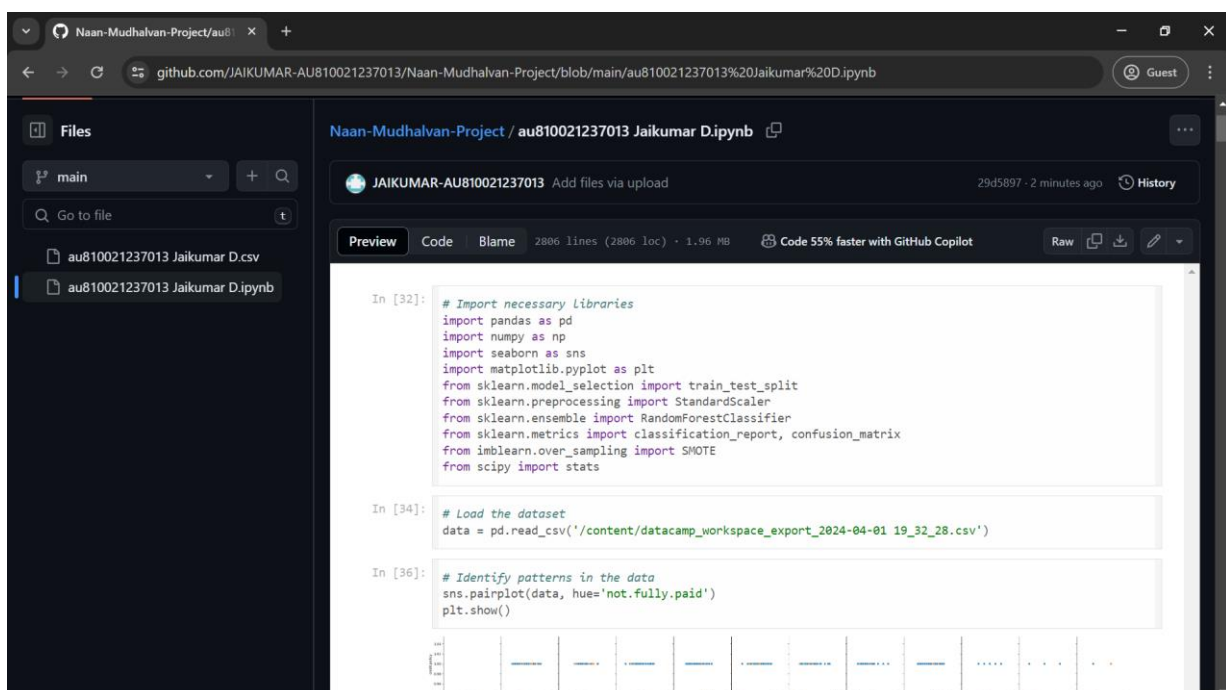 Naan-Mudhalvan-Project/au81
github.com/JAIKUMAR-AU810021237013/Naan-Mudhalvan-Project/blob/main/au810021237013%20Jaikumar%20D.ipynb
Guest
Files
main
Go to file
t
au810021237013 Jaikumar D.csv
au810021237013 Jaikumar D.ipynb
Naan-Mudhalvan-Project / au810021237013 Jaikumar D.ipynb
JAIKUMAR-AU810021237013 Add files via upload
29d5897 · 2 minutes ago
History
Preview Code Blame 2806 lines (2806 loc) · 1.96 MB Code 55% faster with GitHub Copilot
Raw
In [32]:
# Import necessary libraries
import pandas as pd
import numpy as np
import seaborn as sns
import matplotlib.pyplot as plt
from sklearn.model_selection import train_test_split
from sklearn.preprocessing import StandardScaler
from sklearn.ensemble import RandomForestClassifier
from sklearn.metrics import classification_report, confusion_matrix
from imblearn.over_sampling import SMOTE
from scipy import stats
In [34]:
# Load the dataset
data = pd.read_csv('/content/datacamp_workspace_export_2024-04-01 19_32_28.csv')
In [36]:
# Identify patterns in the data
sns.pairplot(data, hue='not.fully.paid')
plt.show()